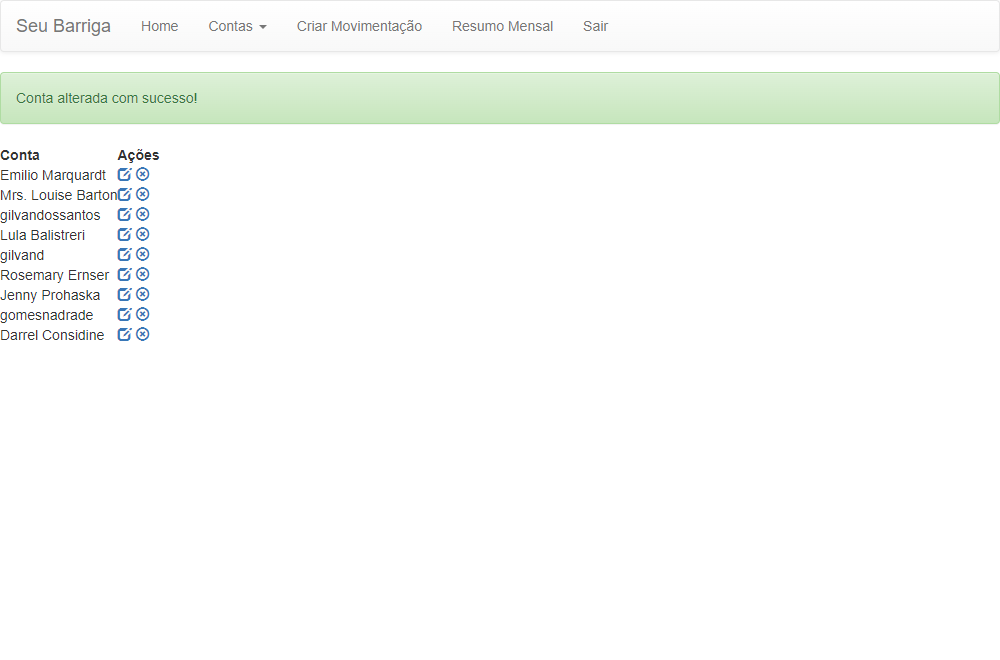 Seu Barriga Home Contas Criar Movimentação Resumo Mensal Sair
Conta alterada com sucesso!
Conta Ações
Emilio Marquardt
Mrs. Louise Barton
gilvandossantos
Lula Balistreri
gilvand
Rosemary Ernser
Jenny Prohaska
gomesnadrade
Darrel Considine